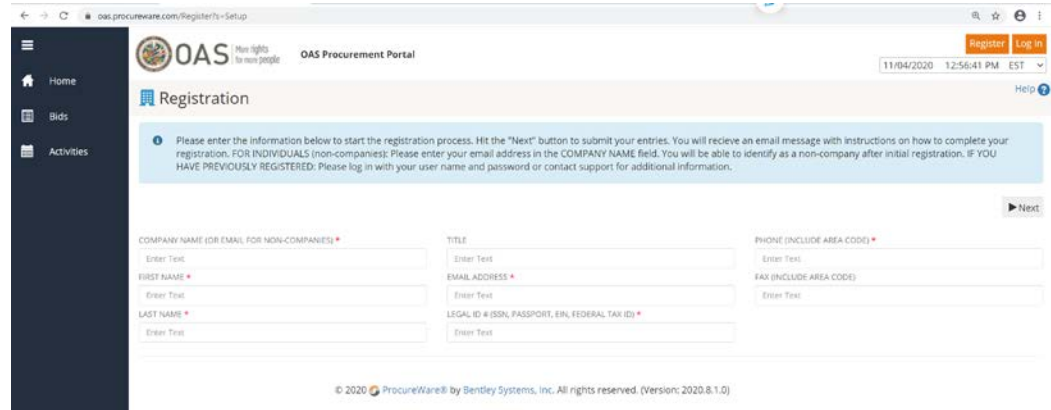 oas.procureware.com/Register?s=Setup
OAS More rights for more people
OAS Procurement Portal
Register Log In
11/04/2020 12:56:41 PM EST
Home
Registration
Help
Bids
Activities
Please enter the information below to start the registration process. Hit the "Next" button to submit your entries. You will recieve an email message with instructions on how to complete your
registration. FOR INDIVIDUALS (non-companies): Please enter your email address in the COMPANY NAME field. You will be able to identify as a non-company after initial registration. IF YOU
HAVE PREVIOUSLY REGISTERED: Please log in with your user name and password or contact support for additional information.
Next
COMPANY NAME (OR EMAIL FOR NON-COMPANIES) * TITLE PHONE (INCLUDE AREA CODE) *
Enter Text Enter Text Enter Text
FIRST NAME * EMAIL ADDRESS * FAX (INCLUDE AREA CODE)
Enter Text Enter Text Enter Text
LAST NAME * LEGAL ID # (SSN, PASSPORT, EIN, FEDERAL TAX ID) *
Enter Text Enter Text
© 2020 ProcureWare® by Bentley Systems, Inc. All rights reserved. (Version: 2020.8.1.0)